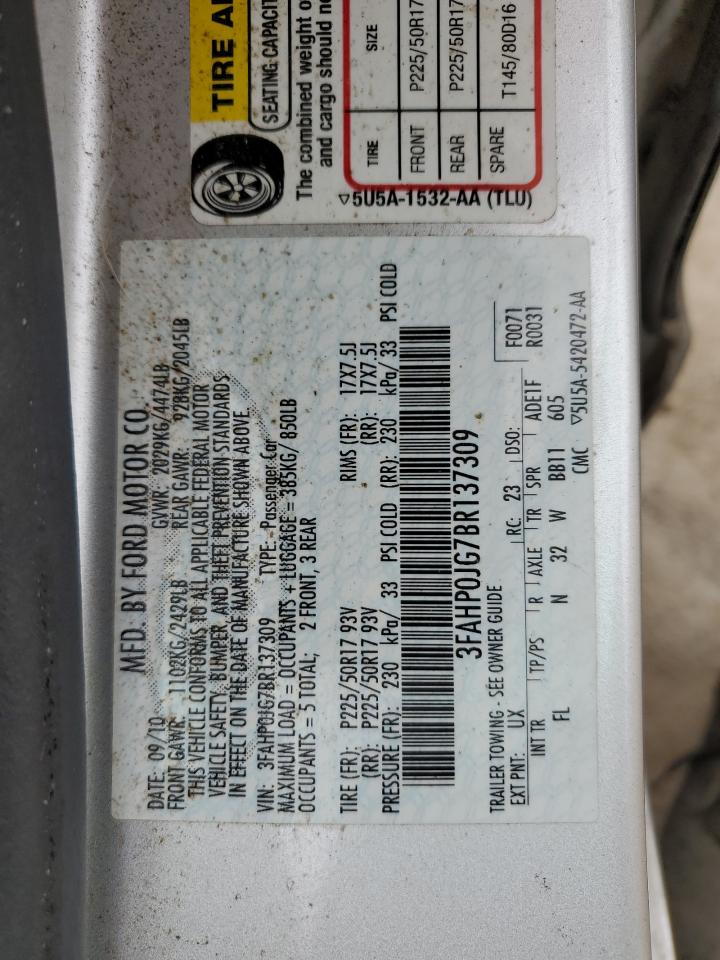 MFD. BY FORD MOTOR CO.
DATE: 09/10 GVWR: 2029KG/4474LB
FRONT GAWR: 1102KG/2429LB REAR GAWR: 928KG/2045LB
THIS VEHICLE CONFORMS TO ALL APPLICABLE FEDERAL MOTOR
VEHICLE SAFETY, BUMPER, AND THEFT PREVENTION STANDARDS
IN EFFECT ON THE DATE OF MANUFACTURE SHOWN ABOVE.
VIN: 3FAHP0JG7BR137309 TYPE: Passenger Car
MAXIMUM LOAD = OCCUPANTS + LUGGAGE = 385KG/ 850LB
OCCUPANTS = 5 TOTAL; 2 FRONT, 3 REAR
TIRE (FR): P225/50R17 93V RIMS (FR): 17X7.5J
(RR): P225/50R17 93V (RR): 17X7.5J
PRESSURE (FR): 230 kPa/ 33 PSI COLD (RR): 230 kPa/ 33 PSI COLD
3FAHP0JG7BR137309
TRAILER TOWING - SEE OWNER GUIDE
EXT PNT: UX RC: 23 DSO: F0071
R0031
INT TR TP/PS R AXLE TR SPR ADE1F
FL N 32 W BB11 605
CMC ▽5U5A-5420472-AA
TIRE A
SEATING CAPACIT
The combined weight o
and cargo should ne
TIRE SIZE
FRONT P225/50R17
REAR P225/50R17
SPARE T145/80D16
▽5U5A-1532-AA (TLU)